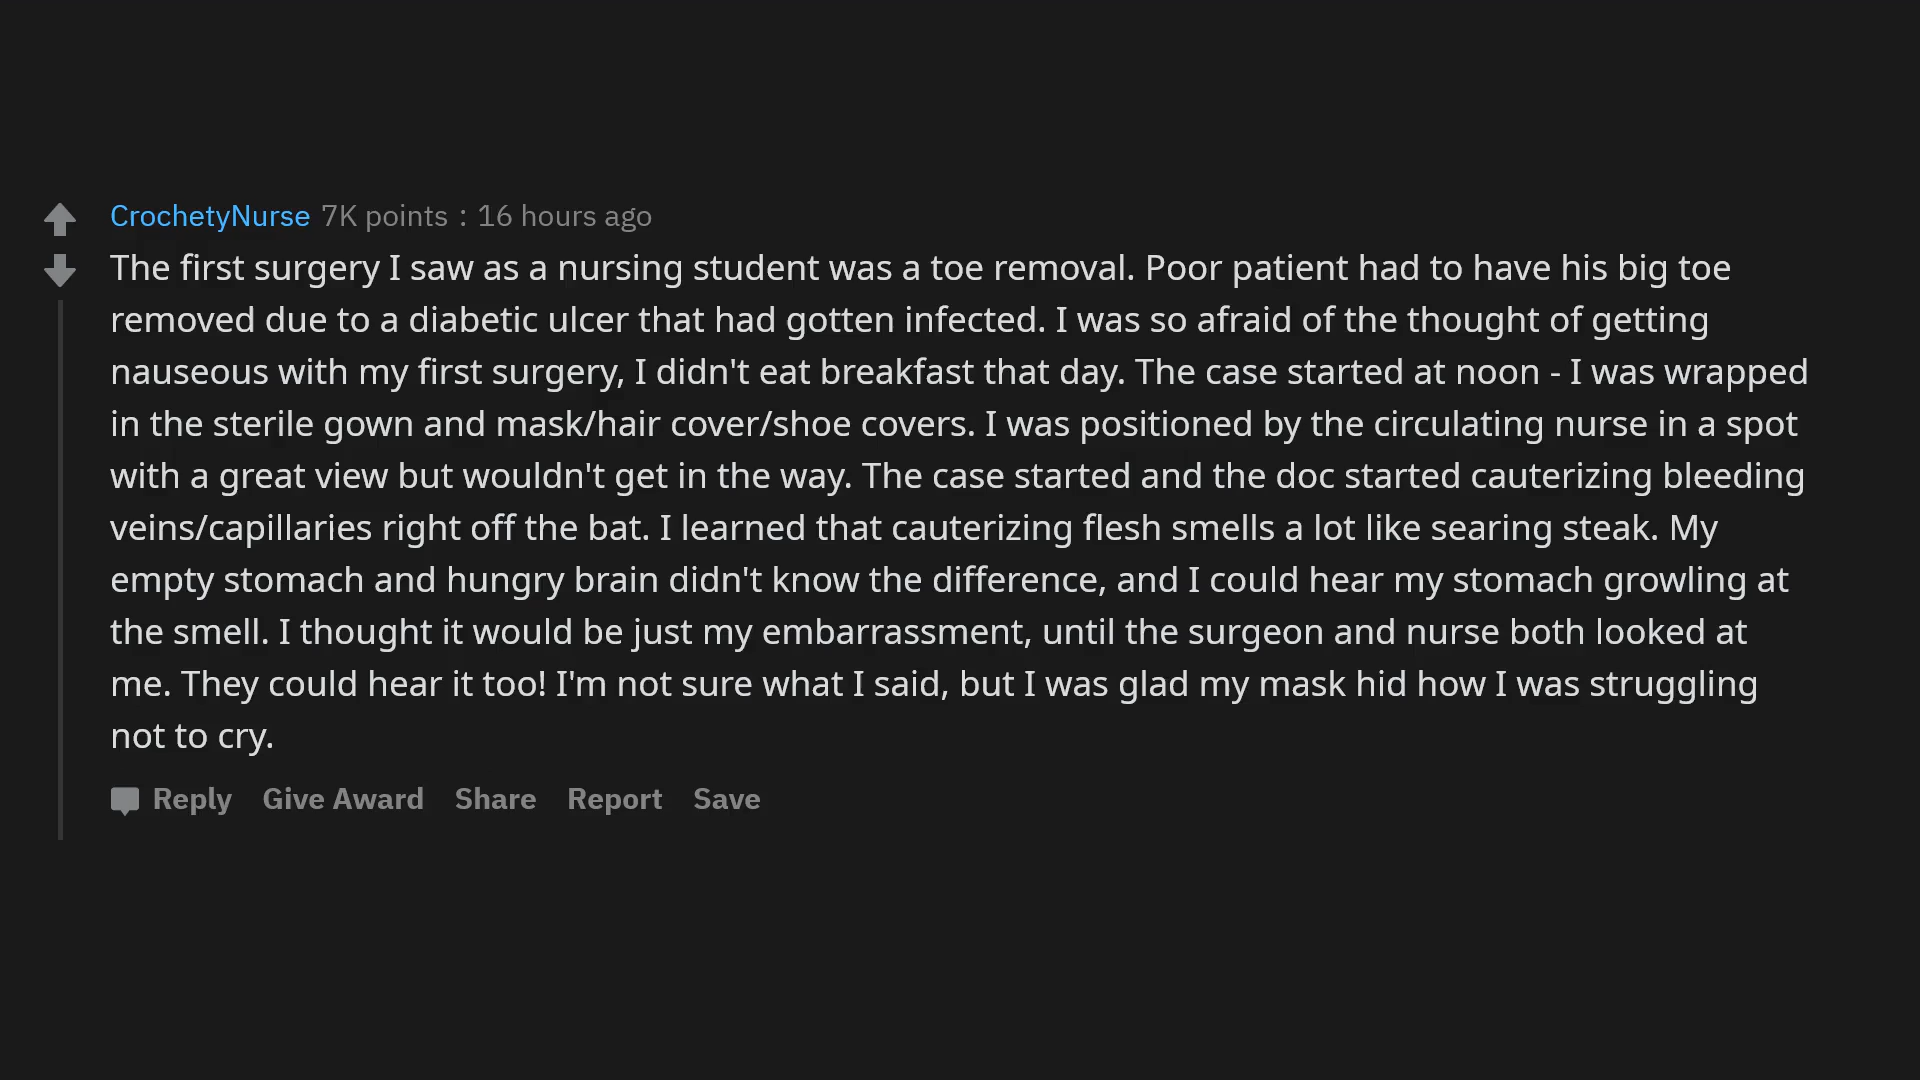 CrochetyNurse 7K points : 16 hours ago
The first surgery I saw as a nursing student was a toe removal. Poor patient had to have his big toe
removed due to a diabetic ulcer that had gotten infected. I was so afraid of the thought of getting
nauseous with my first surgery, I didn't eat breakfast that day. The case started at noon - I was wrapped
in the sterile gown and mask/hair cover/shoe covers. I was positioned by the circulating nurse in a spot
with a great view but wouldn't get in the way. The case started and the doc started cauterizing bleeding
veins/capillaries right off the bat. I learned that cauterizing flesh smells a lot like searing steak. My
empty stomach and hungry brain didn't know the difference, and I could hear my stomach growling at
the smell. I thought it would be just my embarrassment, until the surgeon and nurse both looked at
me. They could hear it too! I'm not sure what I said, but I was glad my mask hid how I was struggling
not to cry.
Reply Give Award Share Report Save